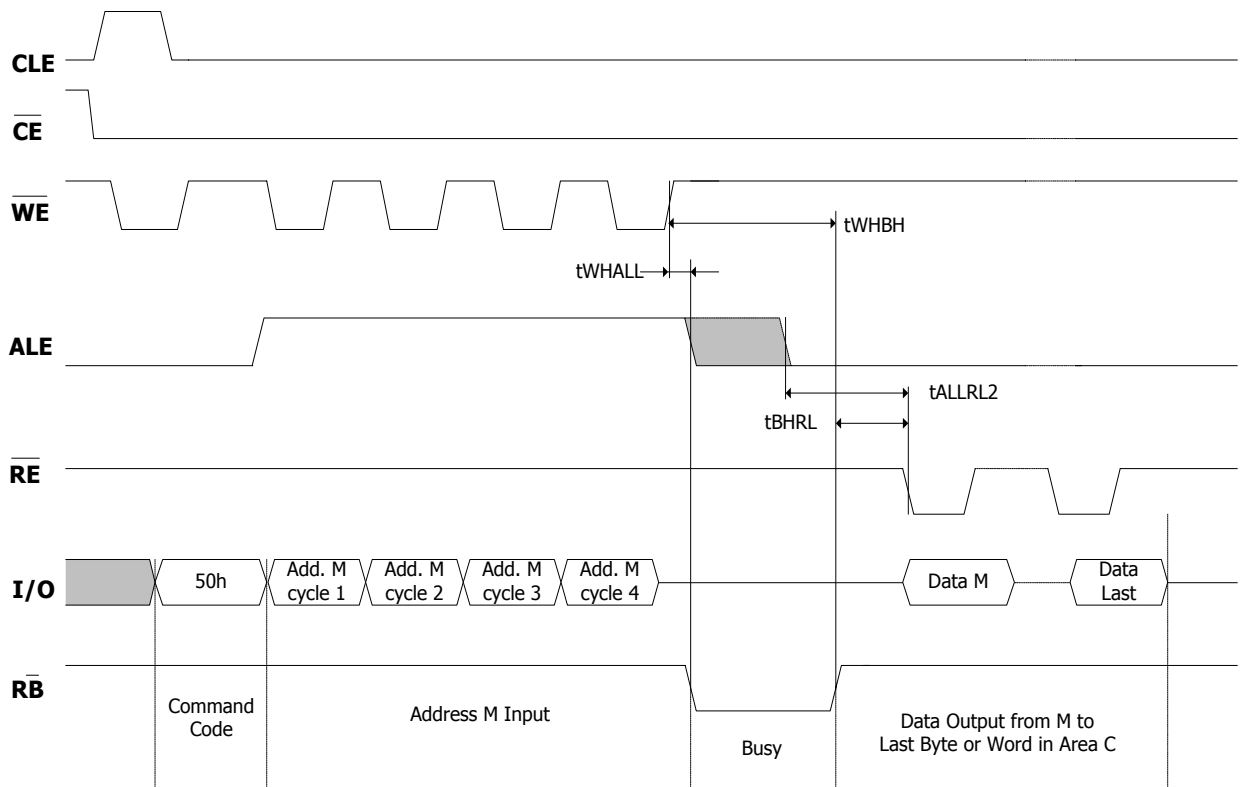 CLE
CE
WE
tWHBH
tWHALL
ALE
tALLRL2
tBHRL
RE
I/O
50h
Add. M
cycle 1
Add. M
cycle 2
Add. M
cycle 3
Add. M
cycle 4
Data M
Data
Last
RB
Command
Code
Address M Input
Busy
Data Output from M to
Last Byte or Word in Area C